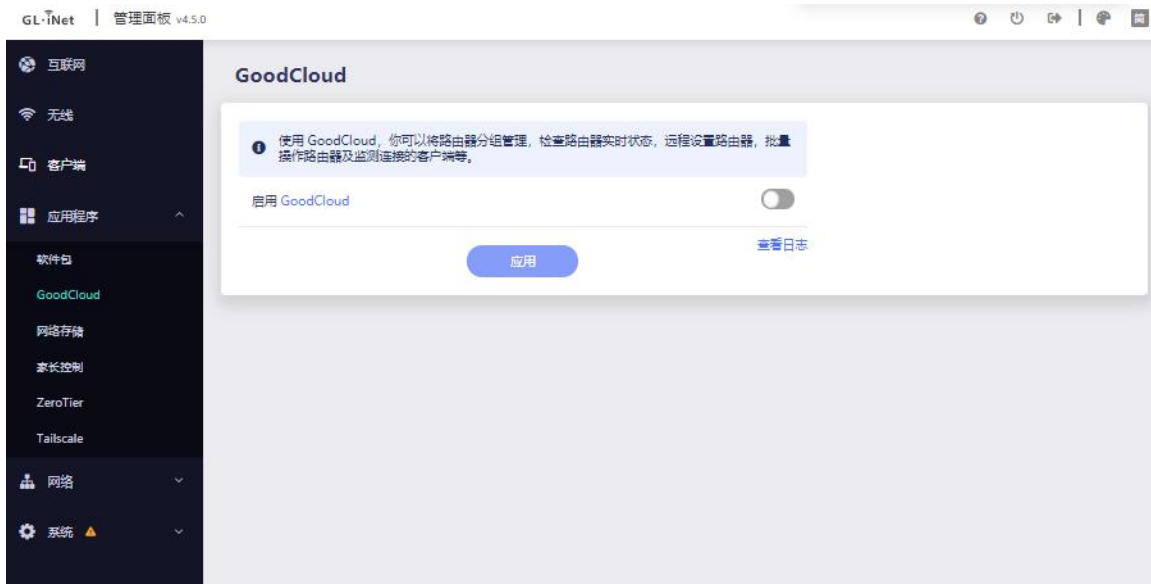 GL·iNet | 管理面板 v4.5.0
简
互联网
无线
客户端
应用程序
软件包
GoodCloud
网络存储
家长控制
ZeroTier
Tailscale
网络
系统
GoodCloud
使用 GoodCloud，你可以将路由器分组管理，检查路由器实时状态，远程设置路由器，批量
操作路由器及监测连接的客户端等。
启用 GoodCloud
查看日志
应用